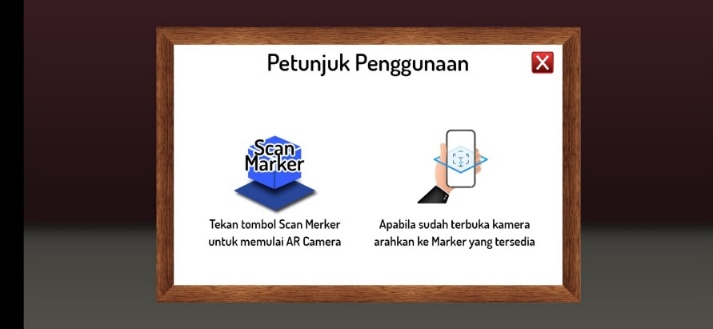 Petunjuk Penggunaan
X
Scan
Marker
Tekan tombol Scan Merker
untuk memulai AR Camera
Apabila sudah terbuka kamera
arahkan ke Marker yang tersedia